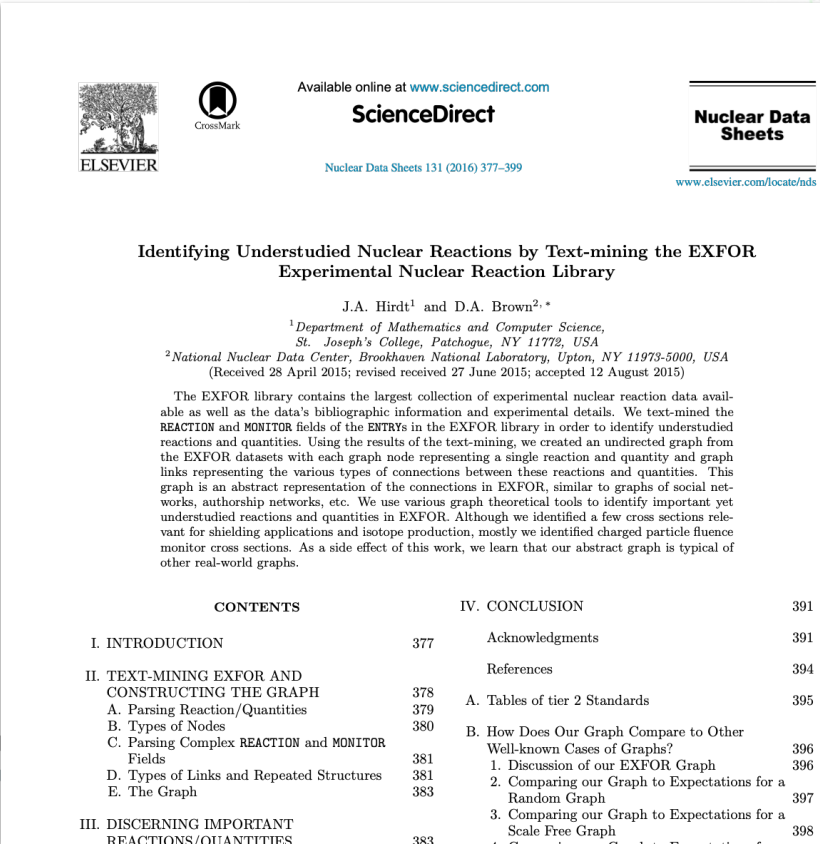 ELSEVIER
CrossMark
Available online at www.sciencedirect.com
ScienceDirect
Nuclear Data Sheets 131 (2016) 377–399
Nuclear Data
Sheets
www.elsevier.com/locate/nds
Identifying Understudied Nuclear Reactions by Text-mining the EXFOR
Experimental Nuclear Reaction Library
J.A. Hirdt¹ and D.A. Brown²,*
¹Department of Mathematics and Computer Science,
St. Joseph's College, Patchogue, NY 11772, USA
²National Nuclear Data Center, Brookhaven National Laboratory, Upton, NY 11973-5000, USA
(Received 28 April 2015; revised received 27 June 2015; accepted 12 August 2015)
The EXFOR library contains the largest collection of experimental nuclear reaction data avail-
able as well as the data's bibliographic information and experimental details. We text-mined the
REACTION and MONITOR fields of the ENTRYs in the EXFOR library in order to identify understudied
reactions and quantities. Using the results of the text-mining, we created an undirected graph from
the EXFOR datasets with each graph node representing a single reaction and quantity and graph
links representing the various types of connections between these reactions and quantities. This
graph is an abstract representation of the connections in EXFOR, similar to graphs of social net-
works, authorship networks, etc. We use various graph theoretical tools to identify important yet
understudied reactions and quantities in EXFOR. Although we identified a few cross sections rele-
vant for shielding applications and isotope production, mostly we identified charged particle fluence
monitor cross sections. As a side effect of this work, we learn that our abstract graph is typical of
other real-world graphs.
CONTENTS
I. INTRODUCTION 377
II. TEXT-MINING EXFOR AND
CONSTRUCTING THE GRAPH 378
A. Parsing Reaction/Quantities 379
B. Types of Nodes 380
C. Parsing Complex REACTION and MONITOR
Fields 381
D. Types of Links and Repeated Structures 381
E. The Graph 383
III. DISCERNING IMPORTANT
REACTIONS/QUANTITIES 383
IV. CONCLUSION 391
Acknowledgments 391
References 394
A. Tables of tier 2 Standards 395
B. How Does Our Graph Compare to Other
Well-known Cases of Graphs? 396
1. Discussion of our EXFOR Graph 396
2. Comparing our Graph to Expectations for a
Random Graph 397
3. Comparing our Graph to Expectations for a
Scale Free Graph 398